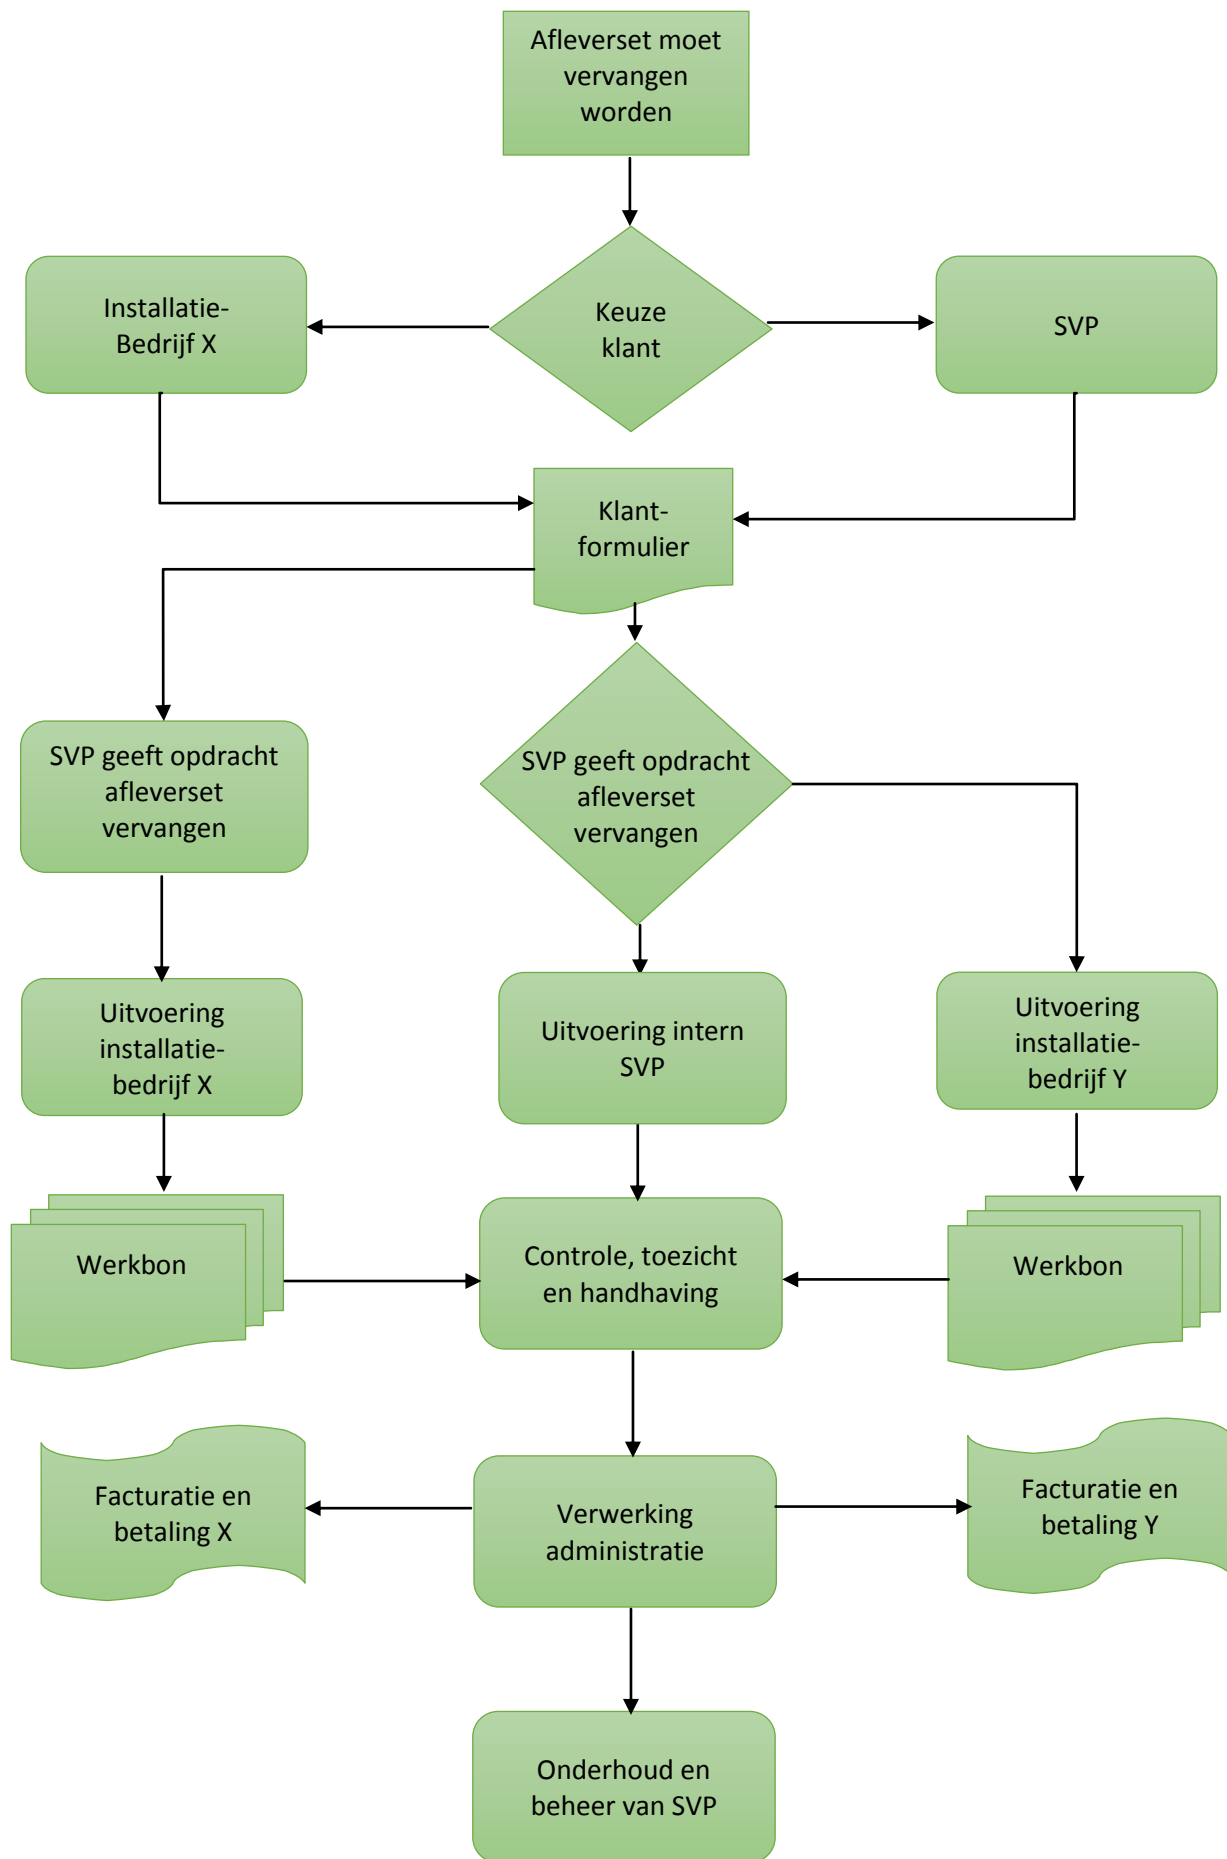 Afleverset moet
vervangen
worden
Installatie-
Bedrijf X
Keuze
klant
SVP
Klant-
formulier
SVP geeft opdracht
afleverset
vervangen
SVP geeft opdracht
afleverset
vervangen
Uitvoering
installatie-
bedrijf X
Uitvoering intern
SVP
Uitvoering
installatie-
bedrijf Y
Werkbon
Controle, toezicht
en handhaving
Werkbon
Facturatie en
betaling X
Verwerking
administratie
Facturatie en
betaling Y
Onderhoud en
beheer van SVP